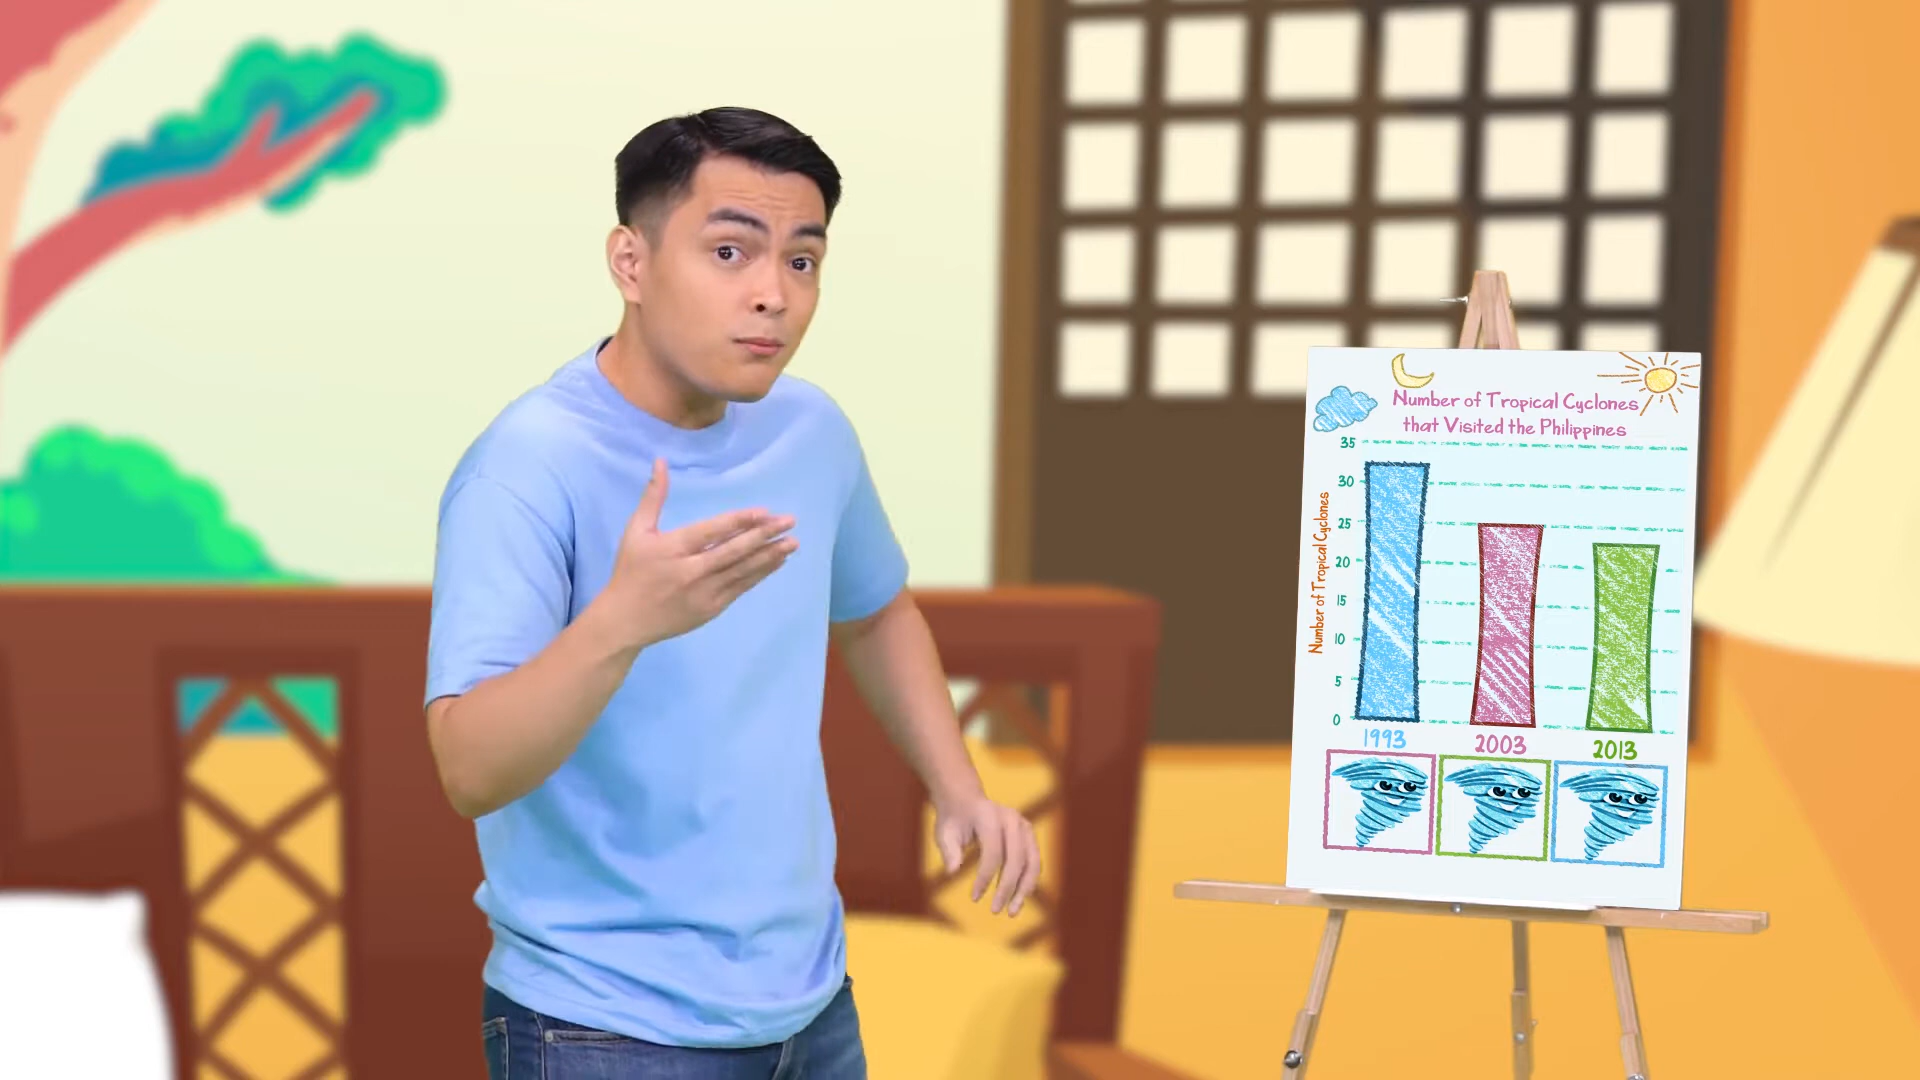 Number of Tropical Cyclones
that Visited the Philippines
35
30
25
20
15
10
5
0
Number of Tropical Cyclones
1993 2003 2013